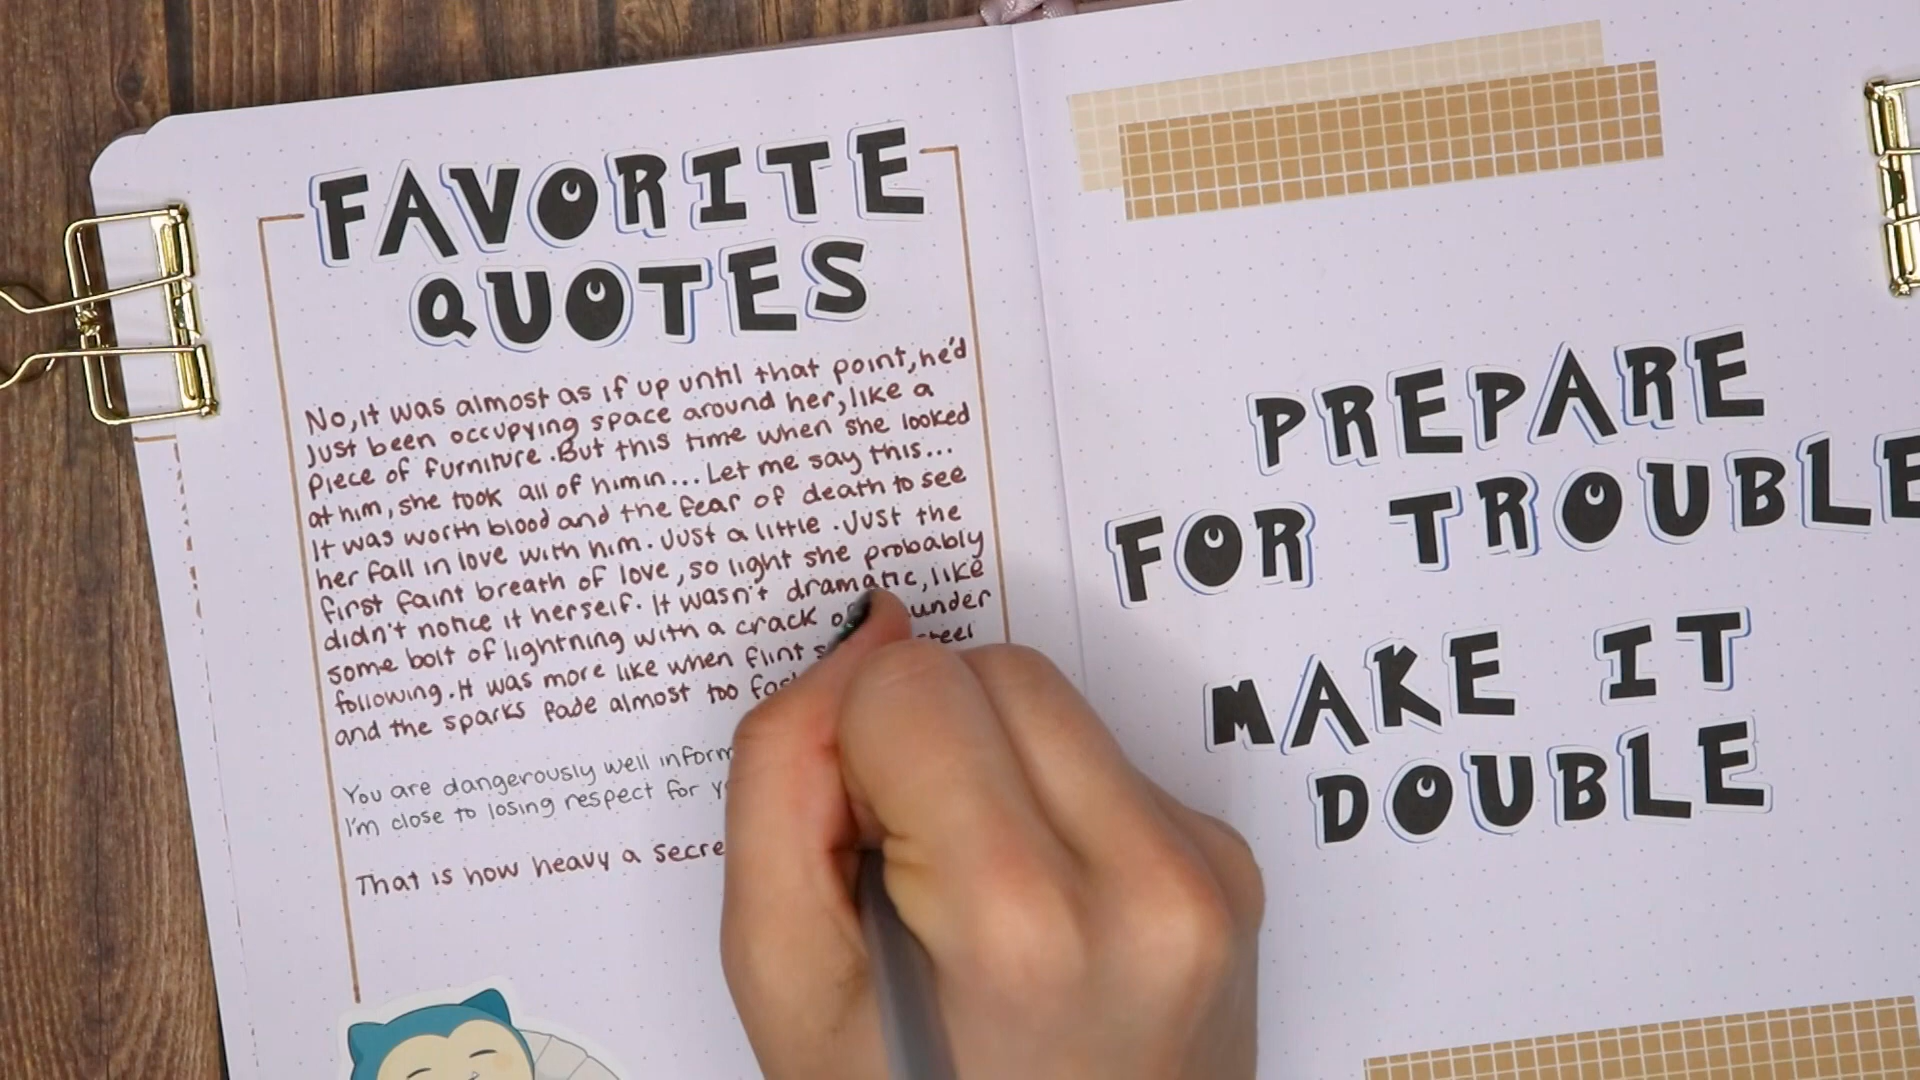 FAVORITE
QUOTES
No, it was almost as if up until that point, he'd
just been occupying space around her, like a
piece of furniture. But this time when she looked
at him, she took all of himin... Let me say this...
It was worth blood and the fear of death to see
her fall in love with him. Just a little. Just the
first faint breath of love, so light she probably
didn't notice it herself. It wasn't dramatic, like
some bolt of lightning with a crack under
following. It was more like when flint steel
and the sparks fade almost too
You are dangerously well
I'm close to losing respect for
That is how heavy a
PREPARE
FOR TROUBLE
MAKE IT
DOUBLE